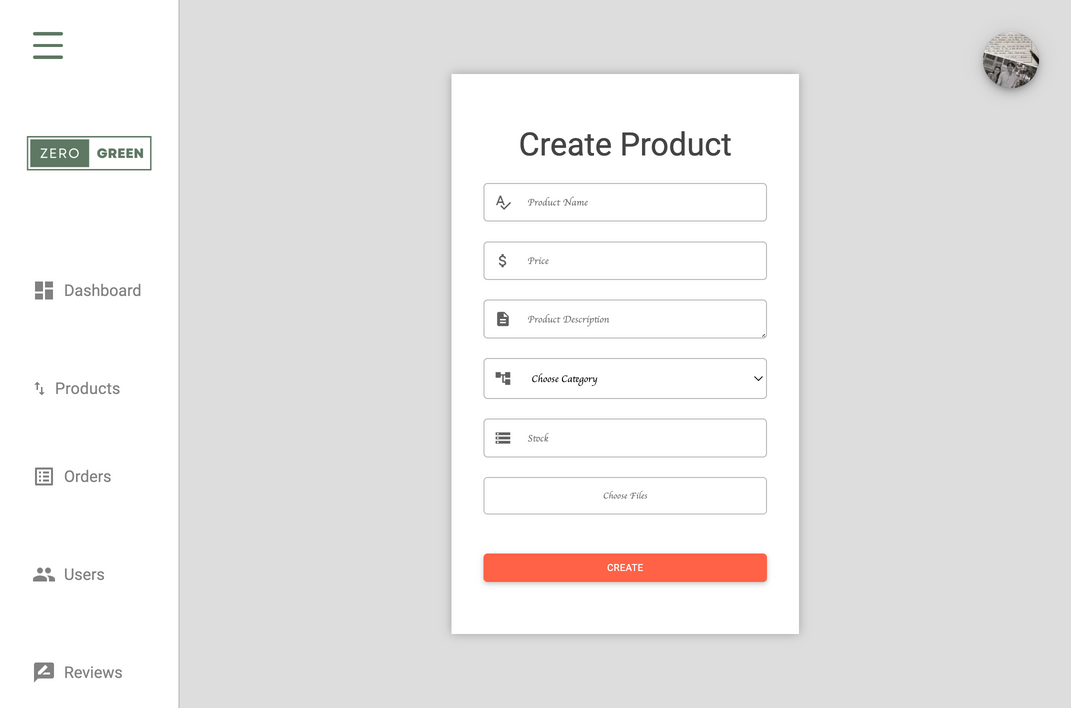 ZERO GREEN
Dashboard
Products
Orders
Users
Reviews
Create Product
Product Name
Price
Product Description
Choose Category
Stock
Choose Files
CREATE